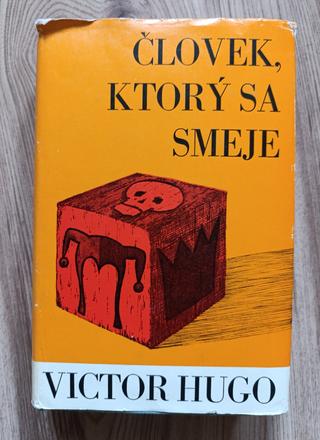 ČLOVEK,
KTORÝ SA
SMEJE
VICTOR HUGO